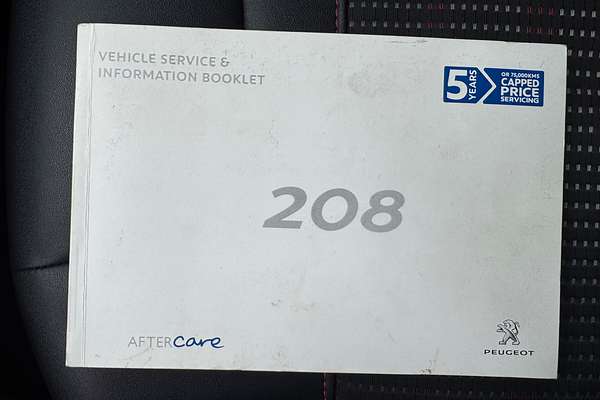 VEHICLE SERVICE &
INFORMATION BOOKLET
5 YEARS
OR 75,000KMS
CAPPED
PRICE
SERVICING
208
AFTERcare
PEUGEOT